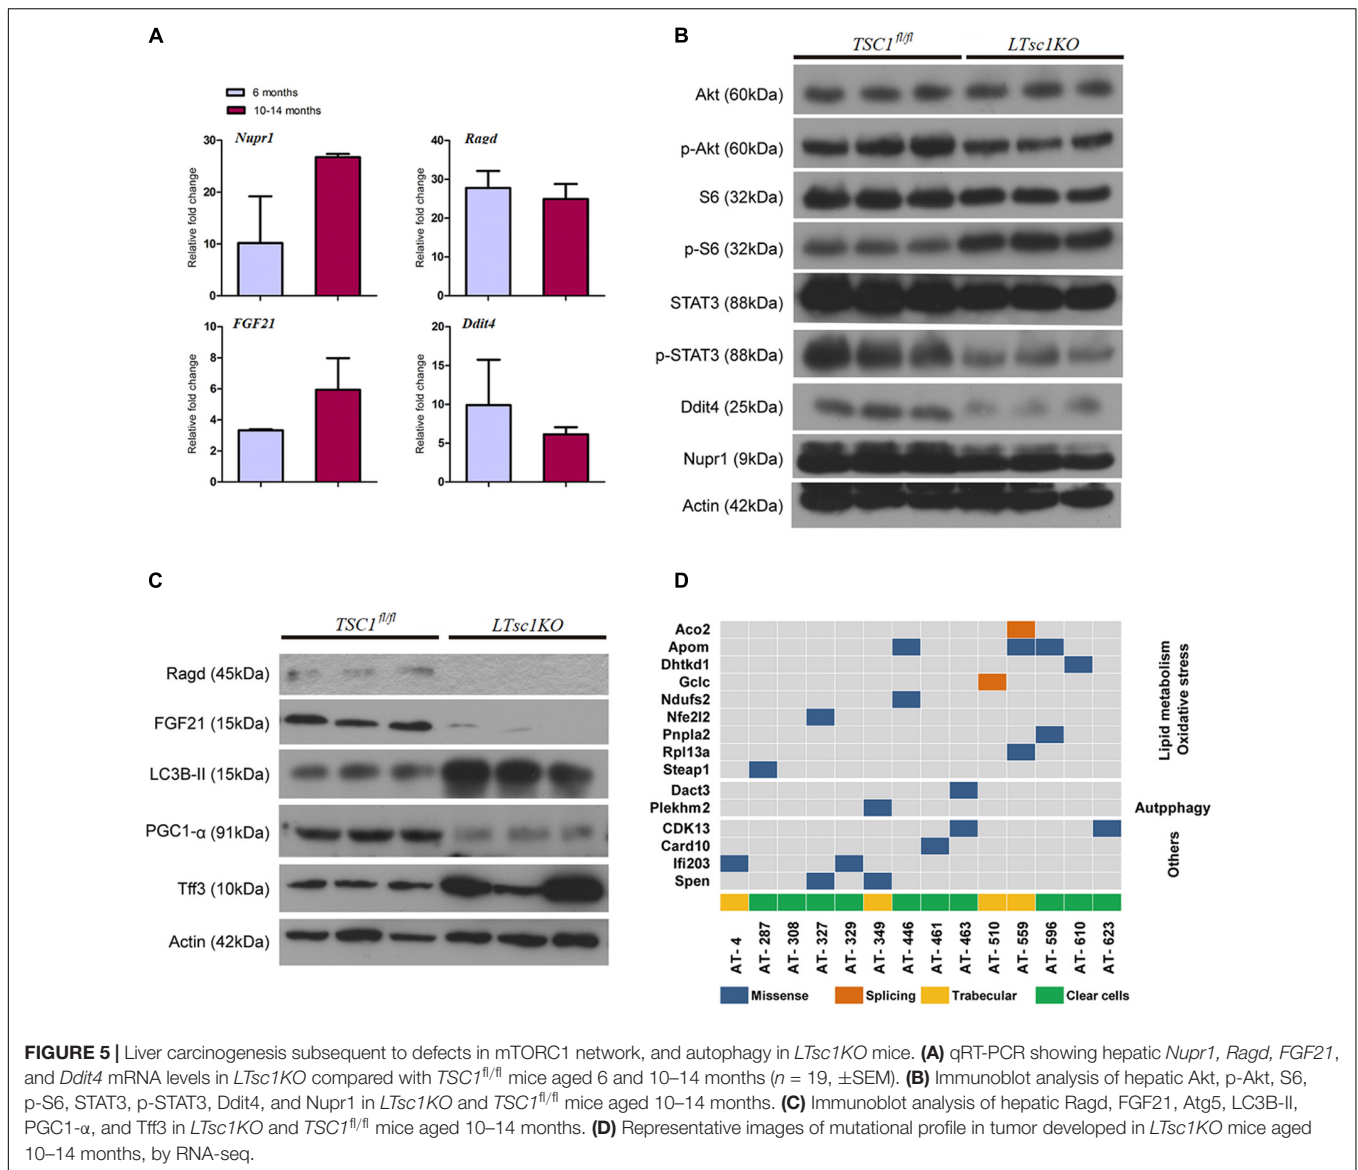 A
6 months
10-14 months
Nupr1
Relative fold change
30
20
10
0
Ragd
Relative fold change
40
30
20
10
0
FGF21
Relative fold change
10
8
6
4
2
0
Ddit4
Relative fold change
20
15
10
5
0
B
TSC1fl/fl LTsc1KO
Akt (60kDa)
p-Akt (60kDa)
S6 (32kDa)
p-S6 (32kDa)
STAT3 (88kDa)
p-STAT3 (88kDa)
Ddit4 (25kDa)
Nupr1 (9kDa)
Actin (42kDa)
C
TSC1fl/fl LTsc1KO
Ragd (45kDa)
FGF21 (15kDa)
LC3B-II (15kDa)
PGC1-α (91kDa)
Tff3 (10kDa)
Actin (42kDa)
D
Aco2
Apom
Dhtkd1
Gclc
Ndufs2
Nfe2l2
Pnpla2
Rpl13a
Steap1
Lipid metabolism
Oxidative stress
Dact3
Plekhm2
Autpphagy
CDK13
Card10
Ifi203
Spen
Others
AT- 4
AT- 287
AT- 308
AT- 327
AT- 329
AT- 349
AT- 446
AT- 461
AT- 463
AT- 510
AT- 559
AT- 596
AT- 610
AT- 623
Missense Splicing Trabecular Clear cells
FIGURE 5 | Liver carcinogenesis subsequent to defects in mTORC1 network, and autophagy in LTsc1KO mice. (A) qRT-PCR showing hepatic Nupr1, Ragd, FGF21,
and Ddit4 mRNA levels in LTsc1KO compared with TSC1fl/fl mice aged 6 and 10–14 months (n = 19, ±SEM). (B) Immunoblot analysis of hepatic Akt, p-Akt, S6,
p-S6, STAT3, p-STAT3, Ddit4, and Nupr1 in LTsc1KO and TSC1fl/fl mice aged 10–14 months. (C) Immunoblot analysis of hepatic Ragd, FGF21, Atg5, LC3B-II,
PGC1-α, and Tff3 in LTsc1KO and TSC1fl/fl mice aged 10–14 months. (D) Representative images of mutational profile in tumor developed in LTsc1KO mice aged
10–14 months, by RNA-seq.